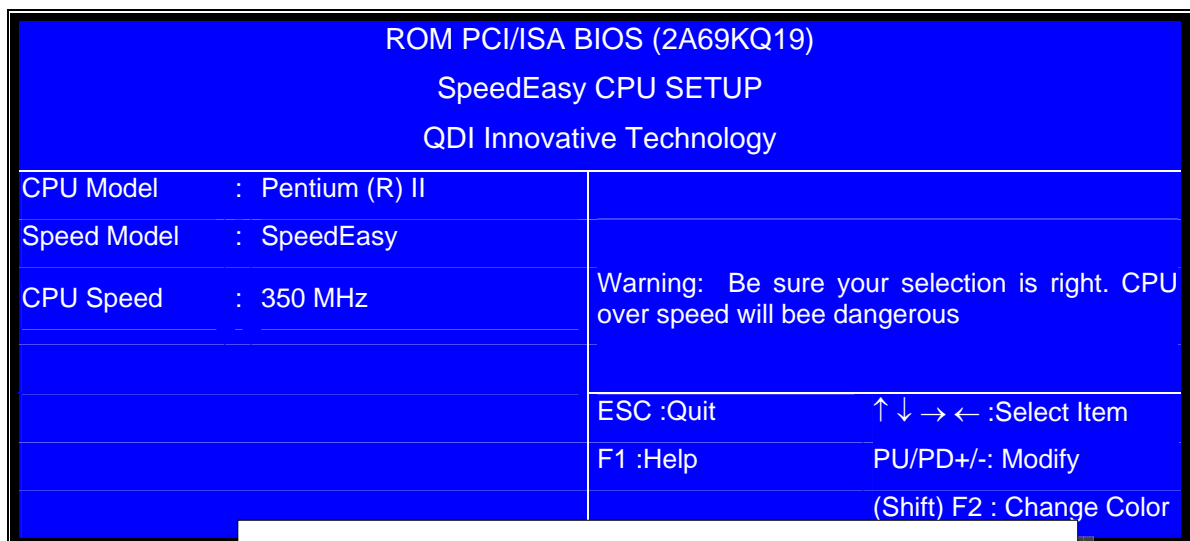 ROM PCI/ISA BIOS (2A69KQ19)
SpeedEasy CPU SETUP
QDI Innovative Technology
CPU Model : Pentium (R) II
Speed Model : SpeedEasy
CPU Speed : 350 MHz
Warning: Be sure your selection is right. CPU
over speed will bee dangerous
ESC :Quit ↑ ↓ → ← :Select Item
F1 :Help PU/PD+/-: Modify
(Shift) F2 : Change Color